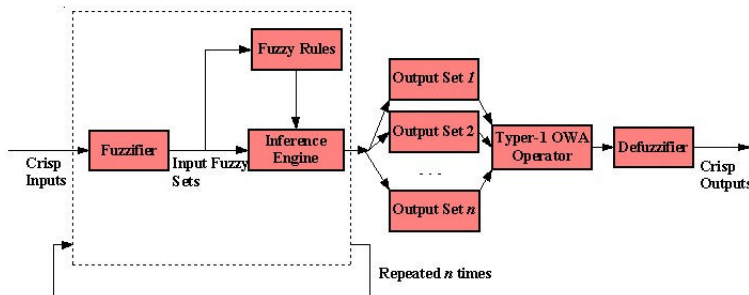 Fuzzy Rules
Output Set 1
Fuzzifier
Inference
Engine
Output Set 2
Typer-1 OWA
Operator
Defuzzifier
Crisp
Inputs
Input Fuzzy
Sets
. . .
Crisp
Outputs
Output Set n
Repeated n times